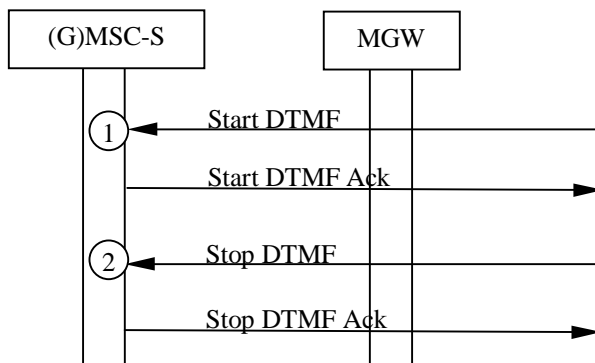 (G)MSC-S
MGW
1
Start DTMF
Start DTMF Ack
2
Stop DTMF
Stop DTMF Ack